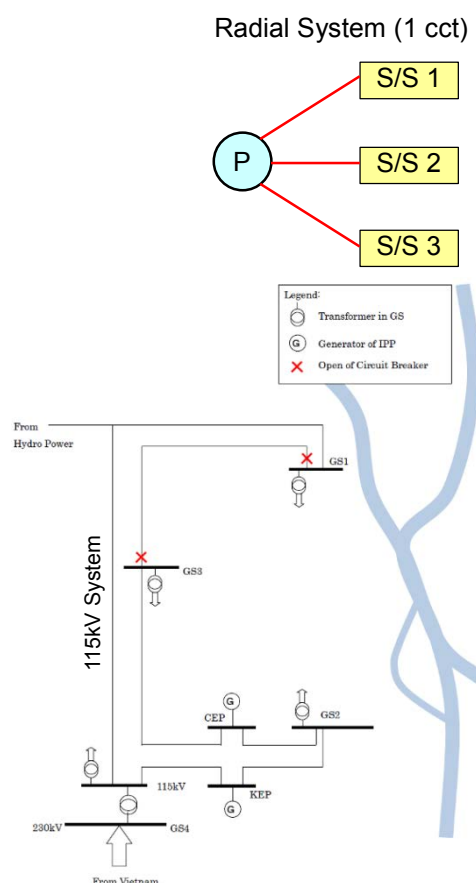 Radial System (1 cct)
S/S 1
P
S/S 2
S/S 3
Legend:
Transformer in GS
G
Generator of IPP
Open of Circuit Breaker
From
Hydro Power
GS1
115kV System
GS3
G
CEP
GS2
115kV
KEP
G
230kV
GS4
From Vietnam